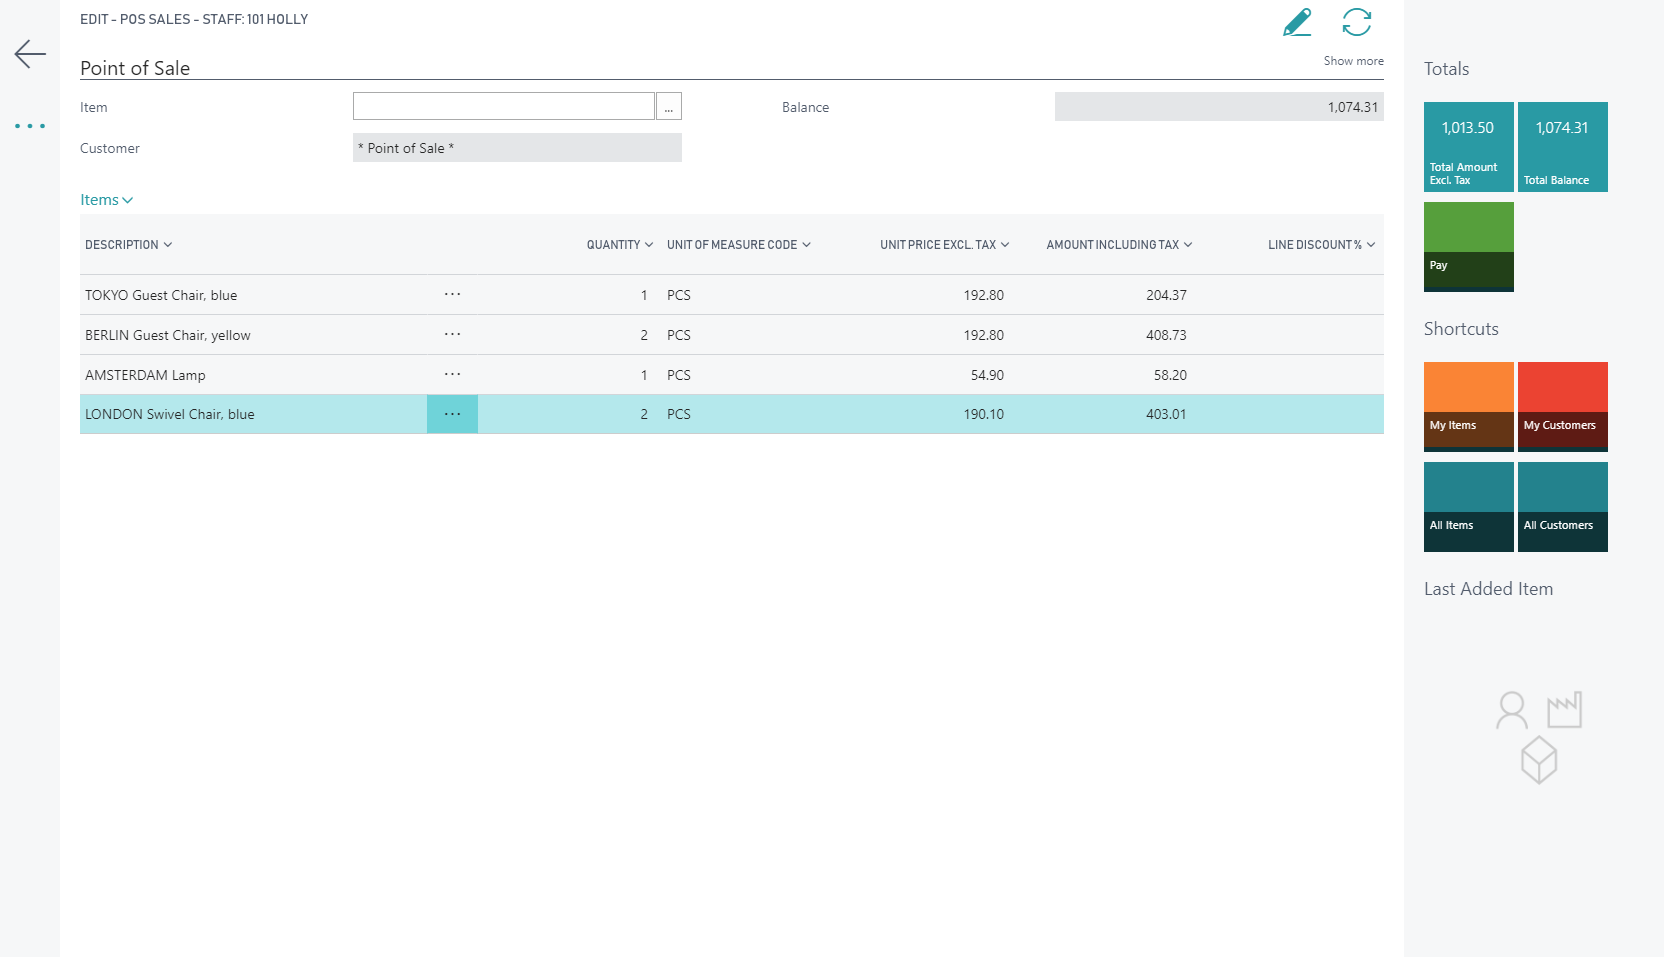 EDIT - POS SALES - STAFF: 101 HOLLY
Point of Sale
Show more
Item
...
Balance
1,074.31
Customer
* Point of Sale *
Items
DESCRIPTION QUANTITY UNIT OF MEASURE CODE UNIT PRICE EXCL. TAX AMOUNT INCLUDING TAX LINE DISCOUNT %
TOKYO Guest Chair, blue ... 1 PCS 192.80 204.37
BERLIN Guest Chair, yellow ... 2 PCS 192.80 408.73
AMSTERDAM Lamp ... 1 PCS 54.90 58.20
LONDON Swivel Chair, blue ... 2 PCS 190.10 403.01
Totals
1,013.50
Total Amount
Excl. Tax
1,074.31
Total Balance
Pay
Shortcuts
My Items
My Customers
All Items
All Customers
Last Added Item